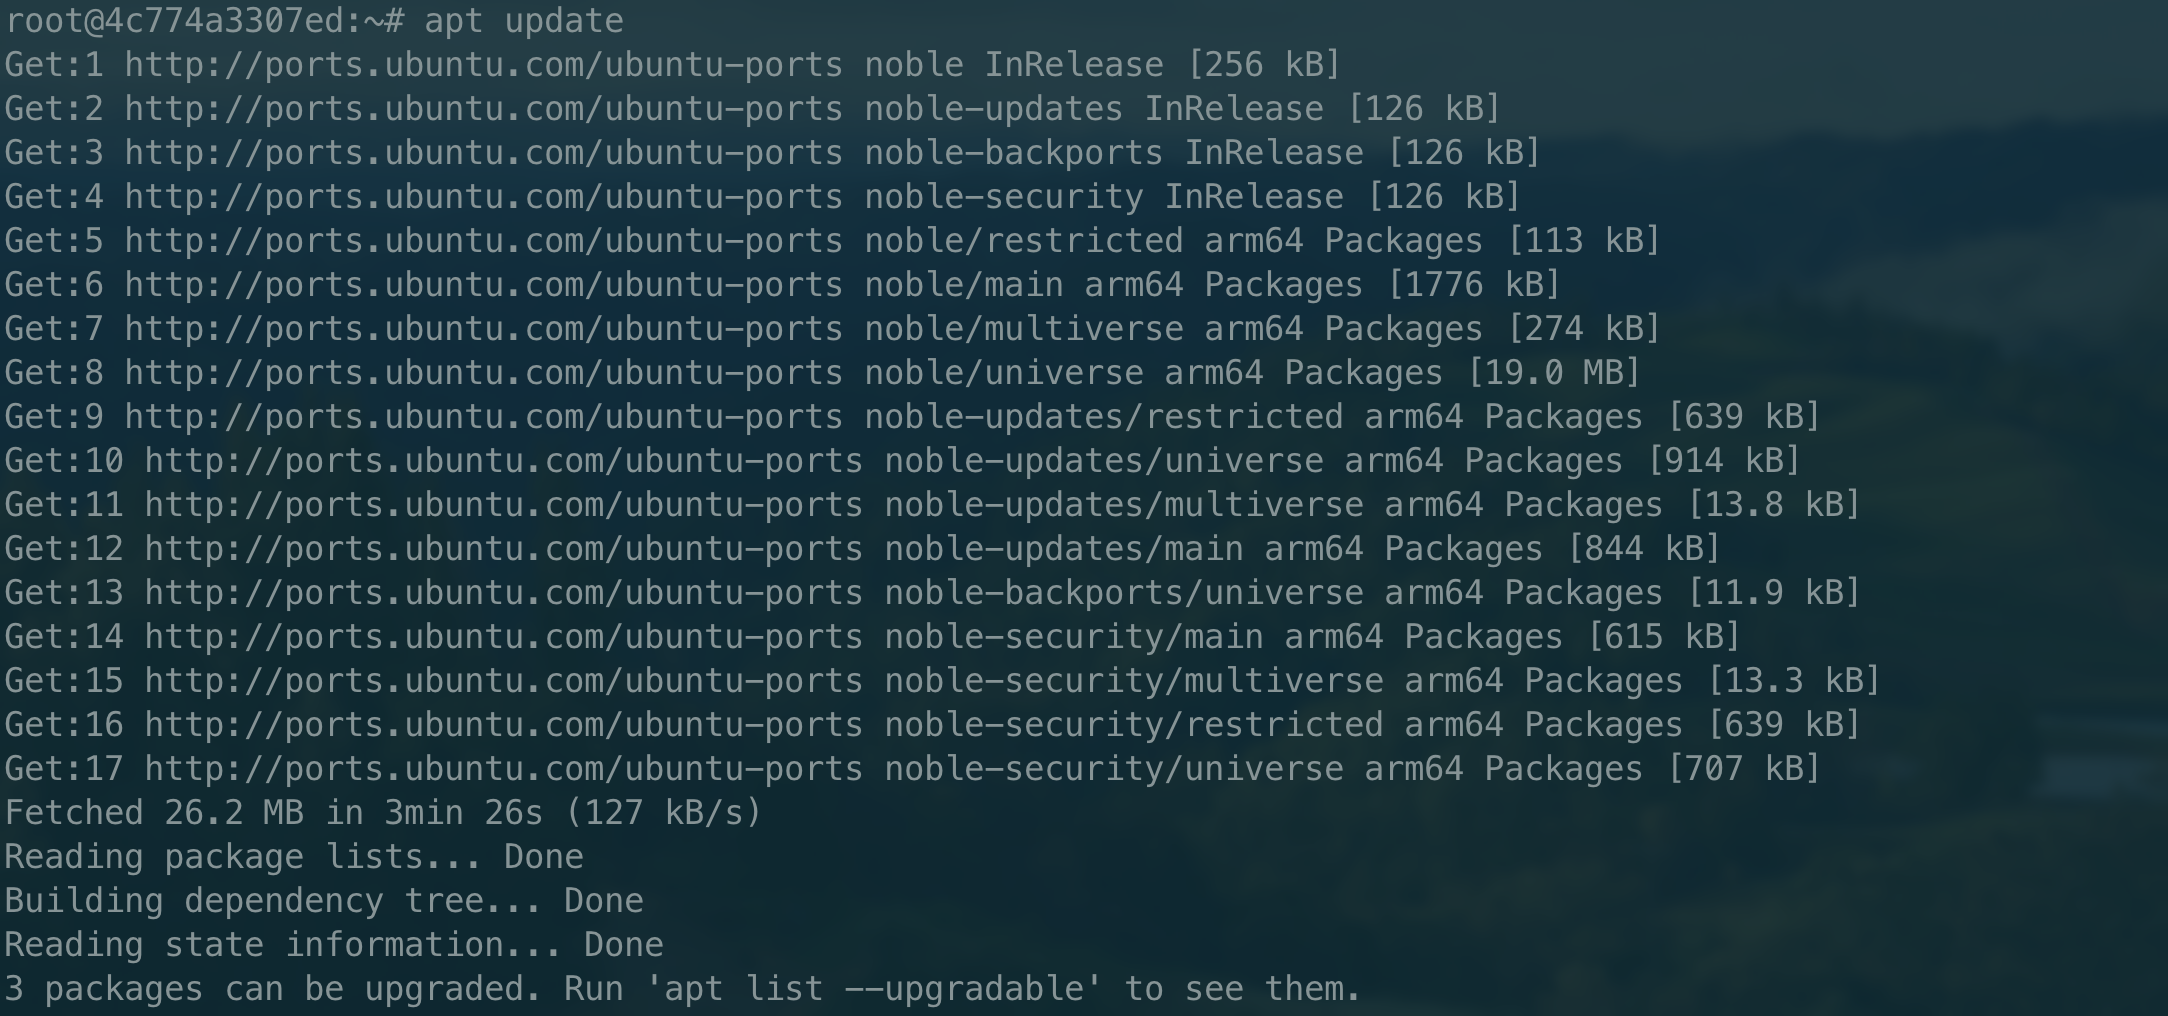 root@4c774a3307ed:~# apt update
Get:1 http://ports.ubuntu.com/ubuntu-ports noble InRelease [256 kB]
Get:2 http://ports.ubuntu.com/ubuntu-ports noble-updates InRelease [126 kB]
Get:3 http://ports.ubuntu.com/ubuntu-ports noble-backports InRelease [126 kB]
Get:4 http://ports.ubuntu.com/ubuntu-ports noble-security InRelease [126 kB]
Get:5 http://ports.ubuntu.com/ubuntu-ports noble/restricted arm64 Packages [113 kB]
Get:6 http://ports.ubuntu.com/ubuntu-ports noble/main arm64 Packages [1776 kB]
Get:7 http://ports.ubuntu.com/ubuntu-ports noble/multiverse arm64 Packages [274 kB]
Get:8 http://ports.ubuntu.com/ubuntu-ports noble/universe arm64 Packages [19.0 MB]
Get:9 http://ports.ubuntu.com/ubuntu-ports noble-updates/restricted arm64 Packages [639 kB]
Get:10 http://ports.ubuntu.com/ubuntu-ports noble-updates/universe arm64 Packages [914 kB]
Get:11 http://ports.ubuntu.com/ubuntu-ports noble-updates/multiverse arm64 Packages [13.8 kB]
Get:12 http://ports.ubuntu.com/ubuntu-ports noble-updates/main arm64 Packages [844 kB]
Get:13 http://ports.ubuntu.com/ubuntu-ports noble-backports/universe arm64 Packages [11.9 kB]
Get:14 http://ports.ubuntu.com/ubuntu-ports noble-security/main arm64 Packages [615 kB]
Get:15 http://ports.ubuntu.com/ubuntu-ports noble-security/multiverse arm64 Packages [13.3 kB]
Get:16 http://ports.ubuntu.com/ubuntu-ports noble-security/restricted arm64 Packages [639 kB]
Get:17 http://ports.ubuntu.com/ubuntu-ports noble-security/universe arm64 Packages [707 kB]
Fetched 26.2 MB in 3min 26s (127 kB/s)
Reading package lists... Done
Building dependency tree... Done
Reading state information... Done
3 packages can be upgraded. Run 'apt list --upgradable' to see them.